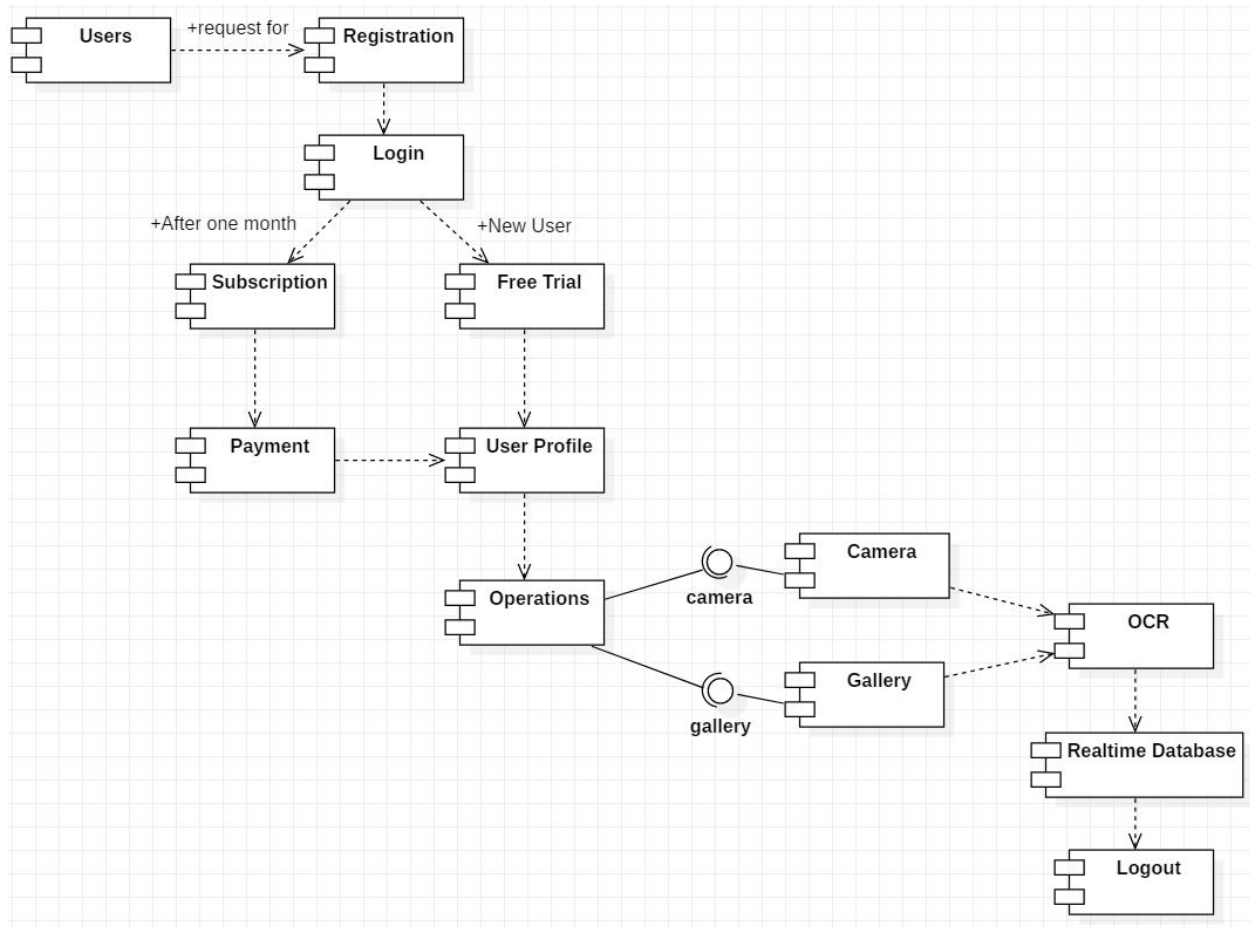 Users
+request for
Registration
Login
+After one month
+New User
Subscription
Free Trial
Payment
User Profile
Operations
camera
Camera
gallery
Gallery
OCR
Realtime Database
Logout